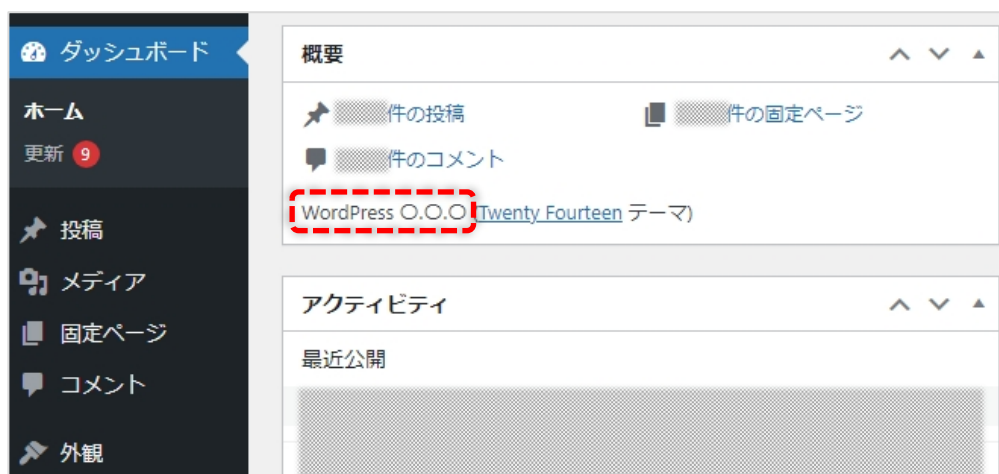 ダッシュボード
ホーム
更新 9
投稿
メディア
固定ページ
コメント
外観
概要
件の投稿
件の固定ページ
件のコメント
WordPress 〇.〇.〇 (Twenty Fourteen テーマ)
アクティビティ
最近公開